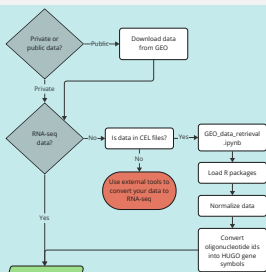 Private or
public data?
Public
Download data
from GEO
Private
RNA-seq
data?
No
Is data in CEL files?
Yes
GEO_data_retrieval
.ipynb
No
Load R packages
Use external tools to
convert your data to
RNA-seq
Normalize data
Yes
Convert
oligonucleotide ids
into HUGO gene
symbols